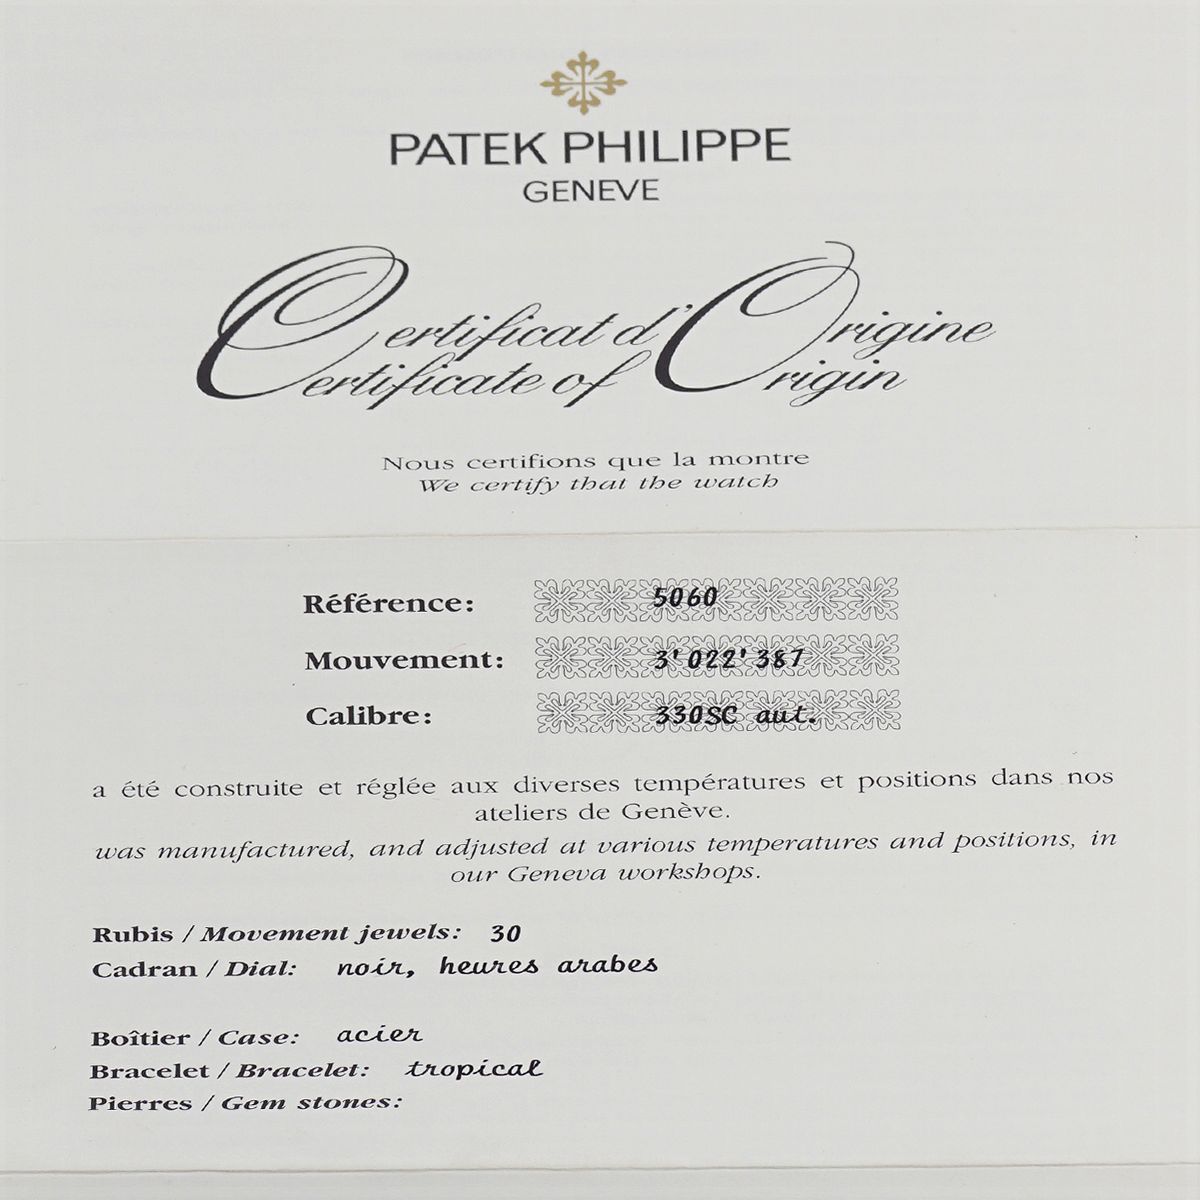 PATEK PHILIPPE
GENEVE
Certificat d'Origine
Certificate of Origin
Nous certifions que la montre
We certify that the watch
Référence: 5060
Mouvement: 3'022'387
Calibre: 330SC aut.
a été construite et réglée aux diverses températures et positions dans nos
ateliers de Genève.
was manufactured, and adjusted at various temperatures and positions, in
our Geneva workshops.
Rubis / Movement jewels: 30
Cadran / Dial: noir, heures arabes
Boîtier / Case: acier
Bracelet / Bracelet: tropical
Pierres / Gem stones: